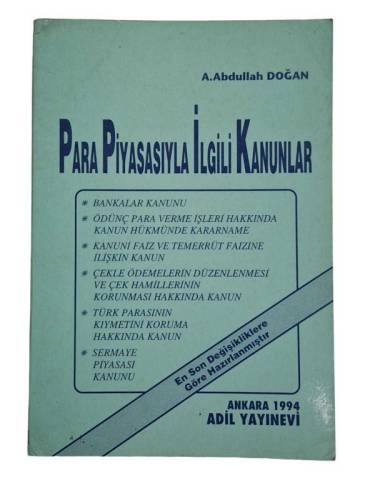 A.Abdullah DOĞAN
PARA PİYASASIYLA İLGİLİ KANUNLAR
* BANKALAR KANUNU
* ÖDÜNÇ PARA VERME İŞLERİ HAKKINDA
KANUN HÜKMÜNDE KARARNAME
* KANUNİ FAİZ VE TEMERRÜT FAİZİNE
İLİŞKİN KANUN
* ÇEKLE ÖDEMELERİN DÜZENLENMESİ
VE ÇEK HAMİLLERİNİN
KORUNMASI HAKKINDA KANUN
* TÜRK PARASININ
KIYMETİNİ KORUMA
HAKKINDA KANUN
* SERMAYE
PİYASASI
KANUNU
En Son Değişikliklere
Göre Hazırlanmıştır
ANKARA 1994
ADİL YAYINEVİ